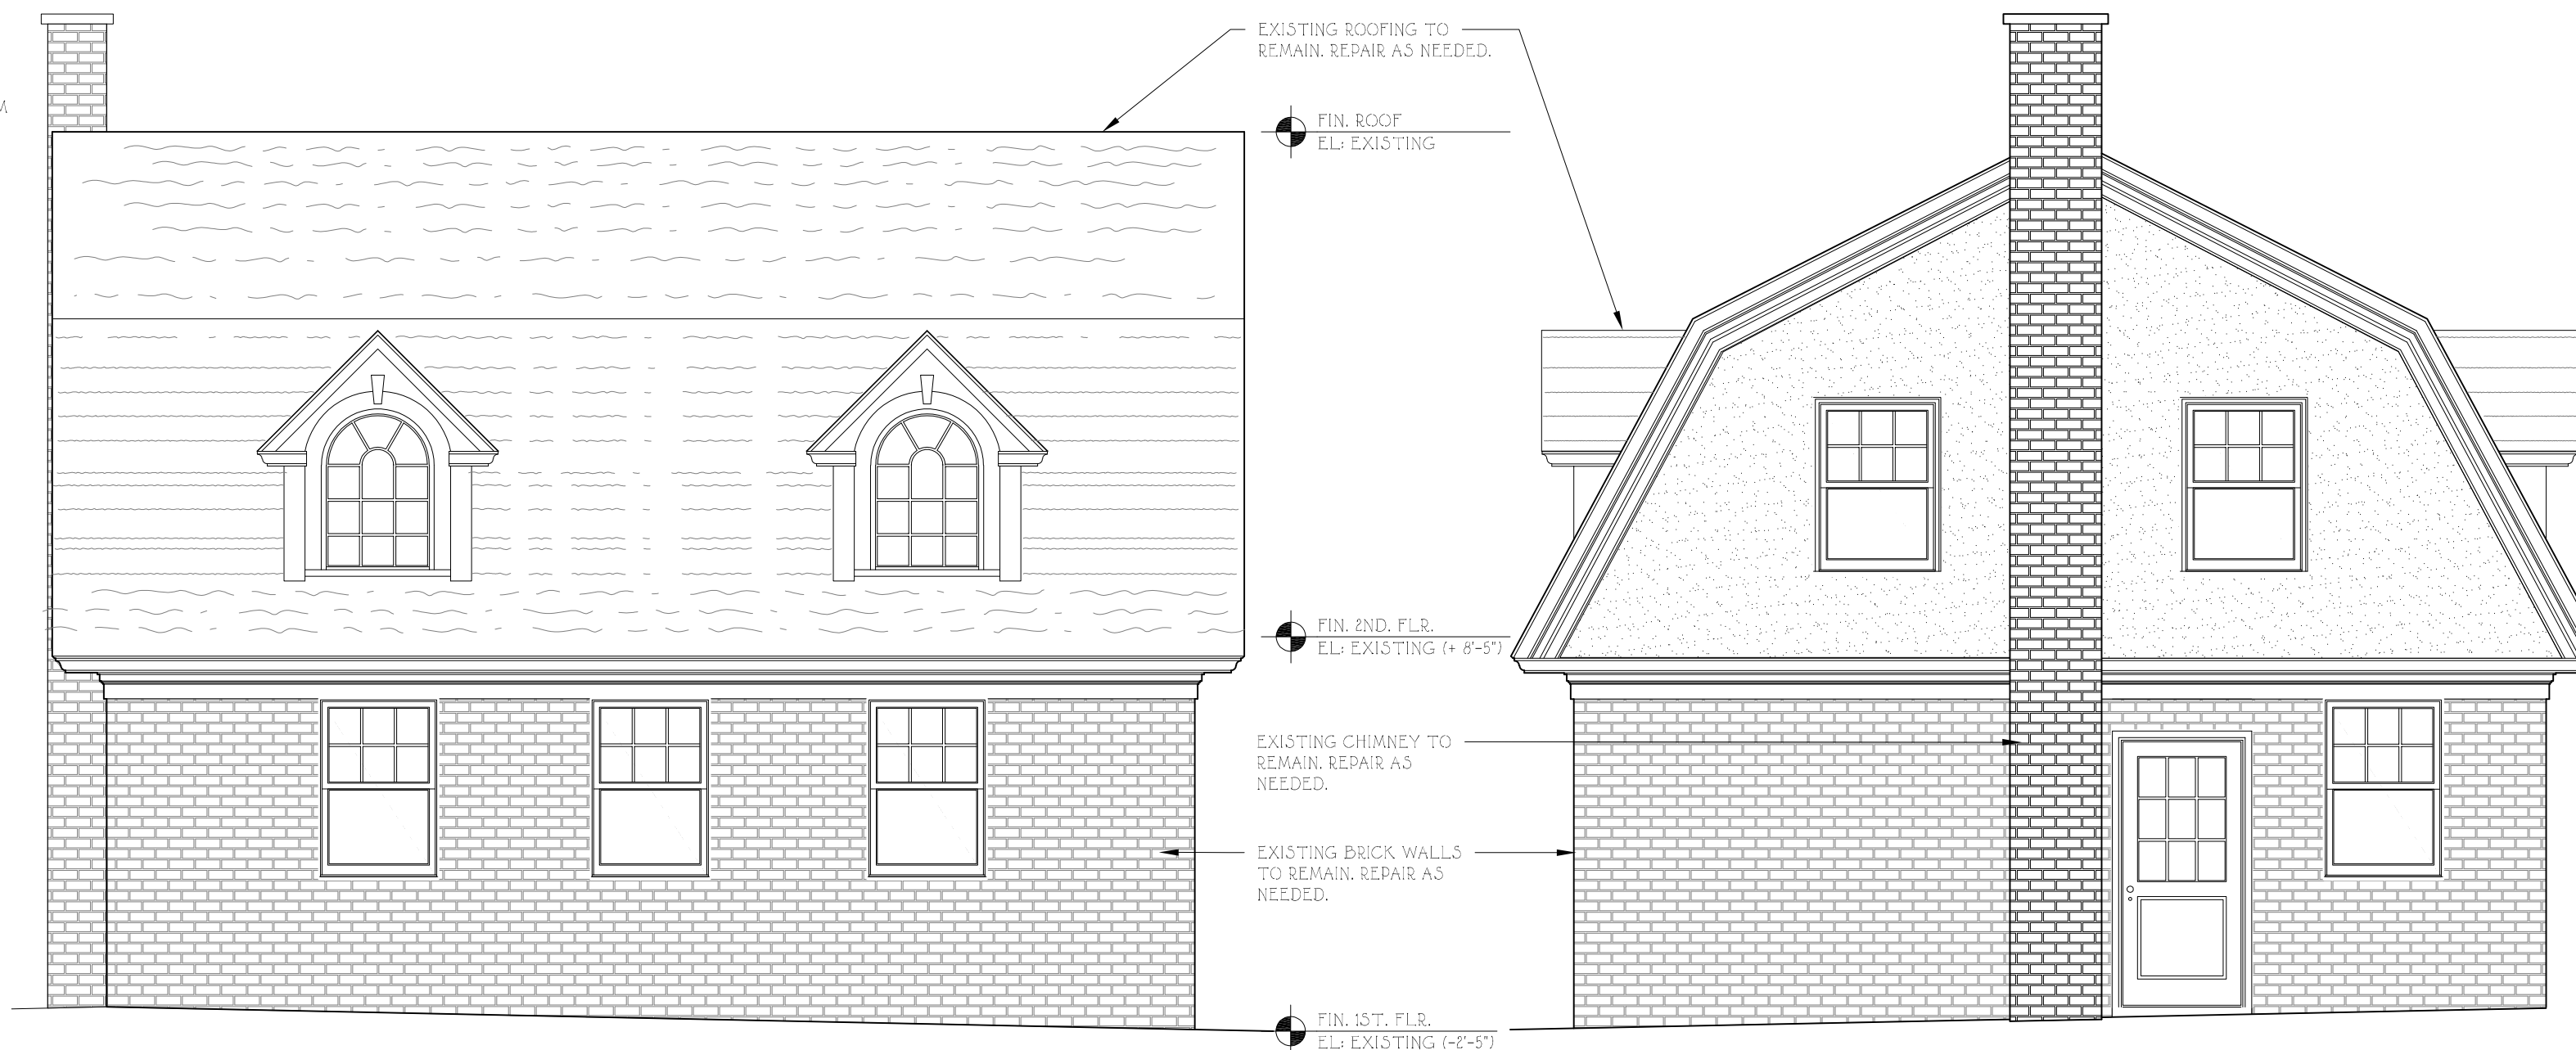 EXISTING ROOFING TO
REMAIN. REPAIR AS NEEDED.
M
FIN. ROOF
EL: EXISTING
FIN. 2ND. FLR.
EL: EXISTING (+ 8'-5")
EXISTING CHIMNEY TO
REMAIN. REPAIR AS
NEEDED.
EXISTING BRICK WALLS
TO REMAIN. REPAIR AS
NEEDED.
FIN. 1ST. FLR.
EL: EXISTING (-2'-5")